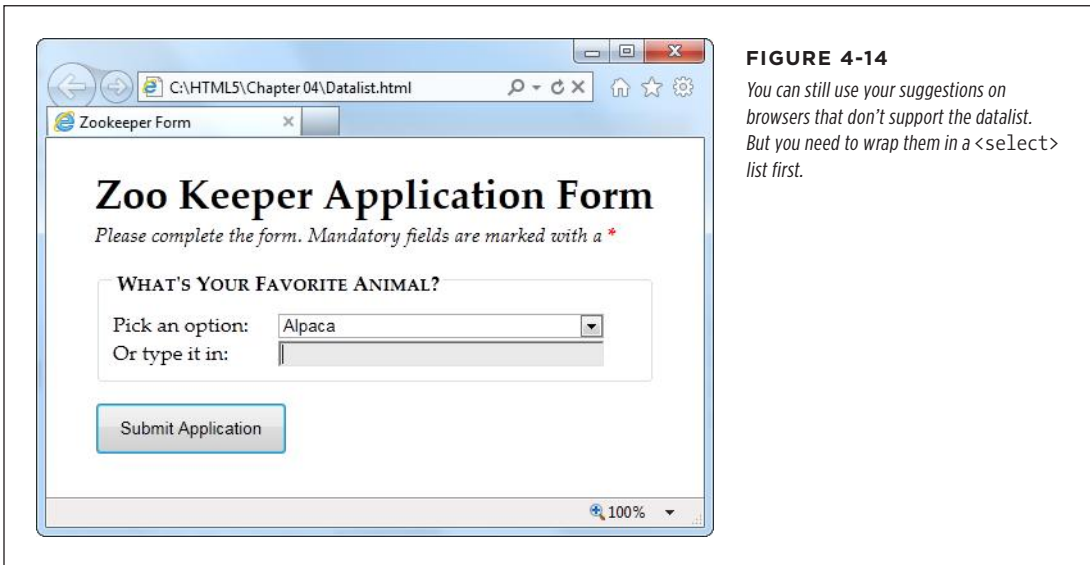 C:\HTML5\Chapter 04\Datalist.html
Zookeeper Form
Zoo Keeper Application Form
Please complete the form. Mandatory fields are marked with a *
WHAT'S YOUR FAVORITE ANIMAL?
Pick an option:
Alpaca
Or type it in:
Submit Application
100%
FIGURE 4-14
You can still use your suggestions on
browsers that don't support the datalist.
But you need to wrap them in a <select>
list first.